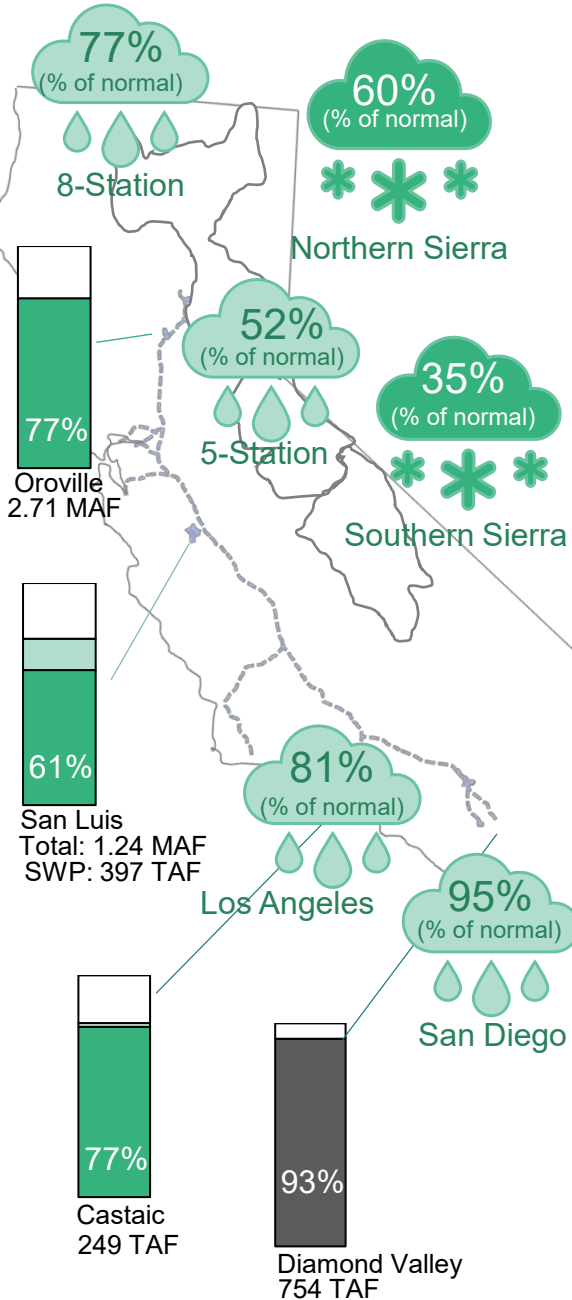 77%
(% of normal)
8-Station
60%
(% of normal)
Northern Sierra
52%
(% of normal)
5-Station
35%
(% of normal)
Southern Sierra
77%
Oroville
2.71 MAF
61%
San Luis
Total: 1.24 MAF
SWP: 397 TAF
81%
(% of normal)
Los Angeles
95%
(% of normal)
San Diego
77%
Castaic
249 TAF
93%
Diamond Valley
754 TAF